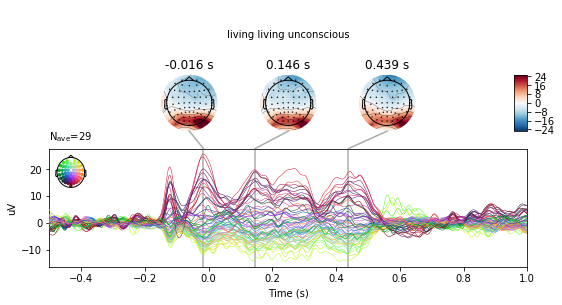 living living unconscious
-0.016 s 0.146 s 0.439 s
24
16
8
0
−8
−16
−24
Nave=29
20
10
0
−10
uV
−0.4 −0.2 0.0 0.2 0.4 0.6 0.8 1.0
Time (s)